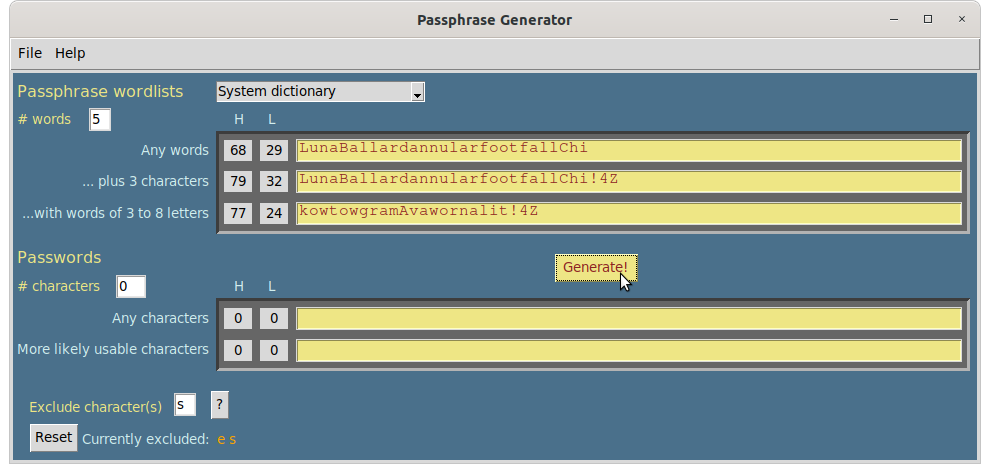 Passphrase Generator
File Help
Passphrase wordlists System dictionary
# words 5 H L
Any words 68 29 LunaBallardannularfootfallChi
... plus 3 characters 79 32 LunaBallardannularfootfallChi!4Z
...with words of 3 to 8 letters 77 24 kowtowgramAvawornalit!4Z
Passwords
Generate!
# characters 0 H L
Any characters 0 0
More likely usable characters 0 0
Exclude character(s) s ?
Reset Currently excluded: e s